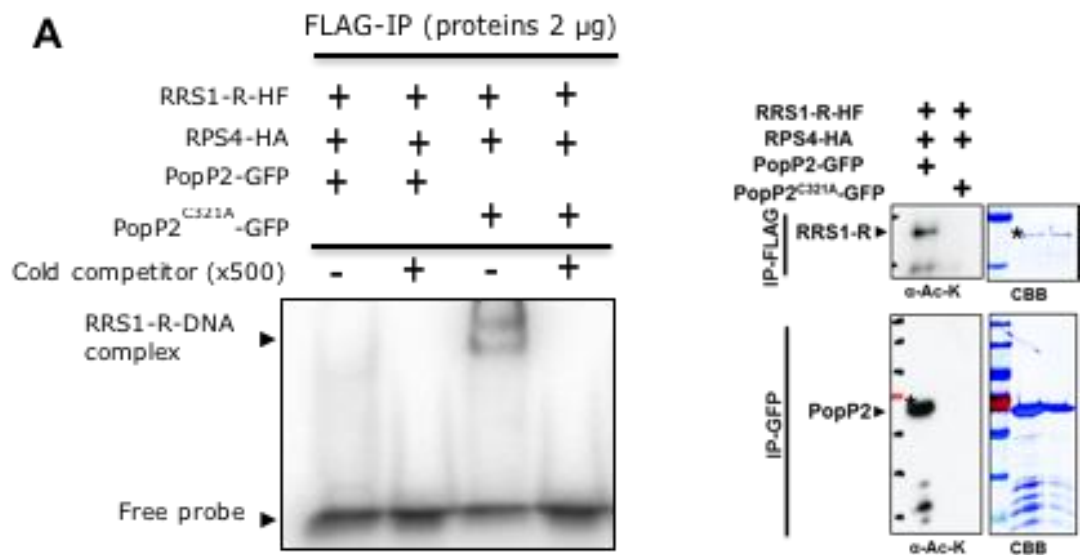 A
FLAG-IP (proteins 2 µg)
RRS1-R-HF + + + +
RPS4-HA + + + +
PopP2-GFP + +
PopP2C321A-GFP + +
Cold competitor (x500) - + - +
RRS1-R-DNA
complex
Free probe
RRS1-R-HF + +
RPS4-HA + +
PopP2-GFP +
PopP2C321A-GFP +
IP-FLAG
RRS1-R
*
α-Ac-K CBB
IP-GFP
PopP2
α-Ac-K CBB